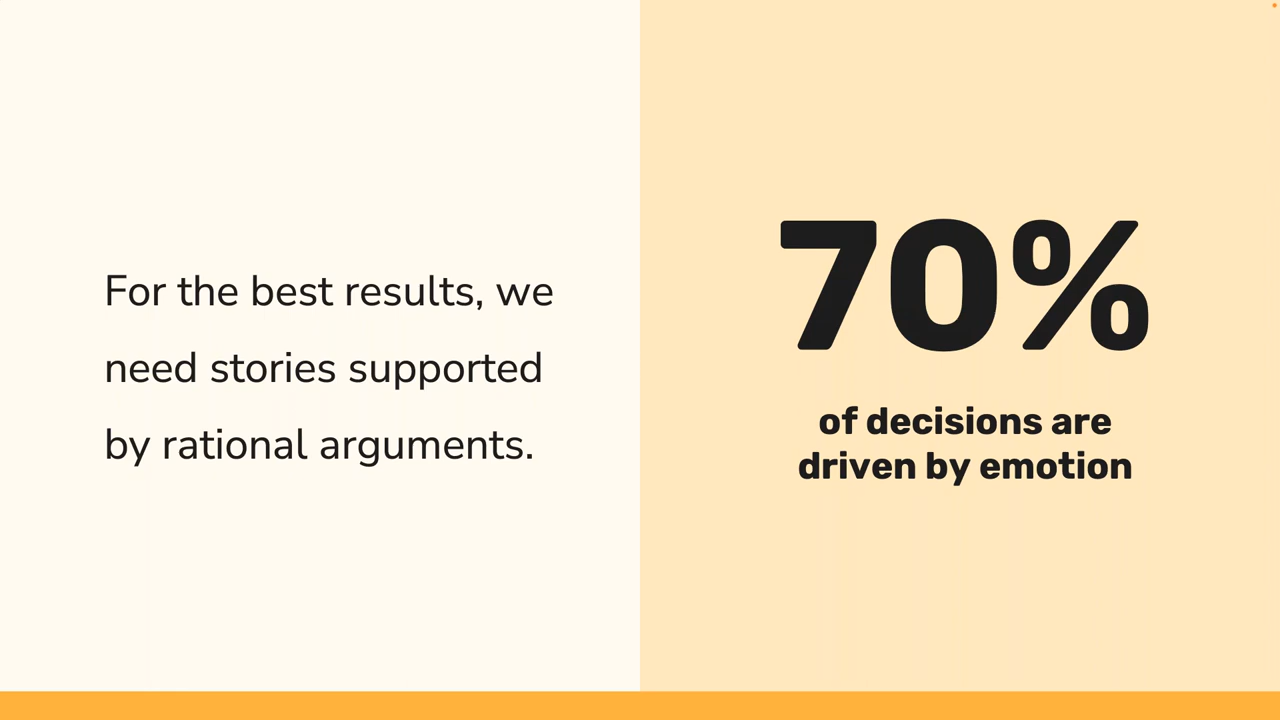 For the best results, we
need stories supported
by rational arguments.
70%
of decisions are
driven by emotion